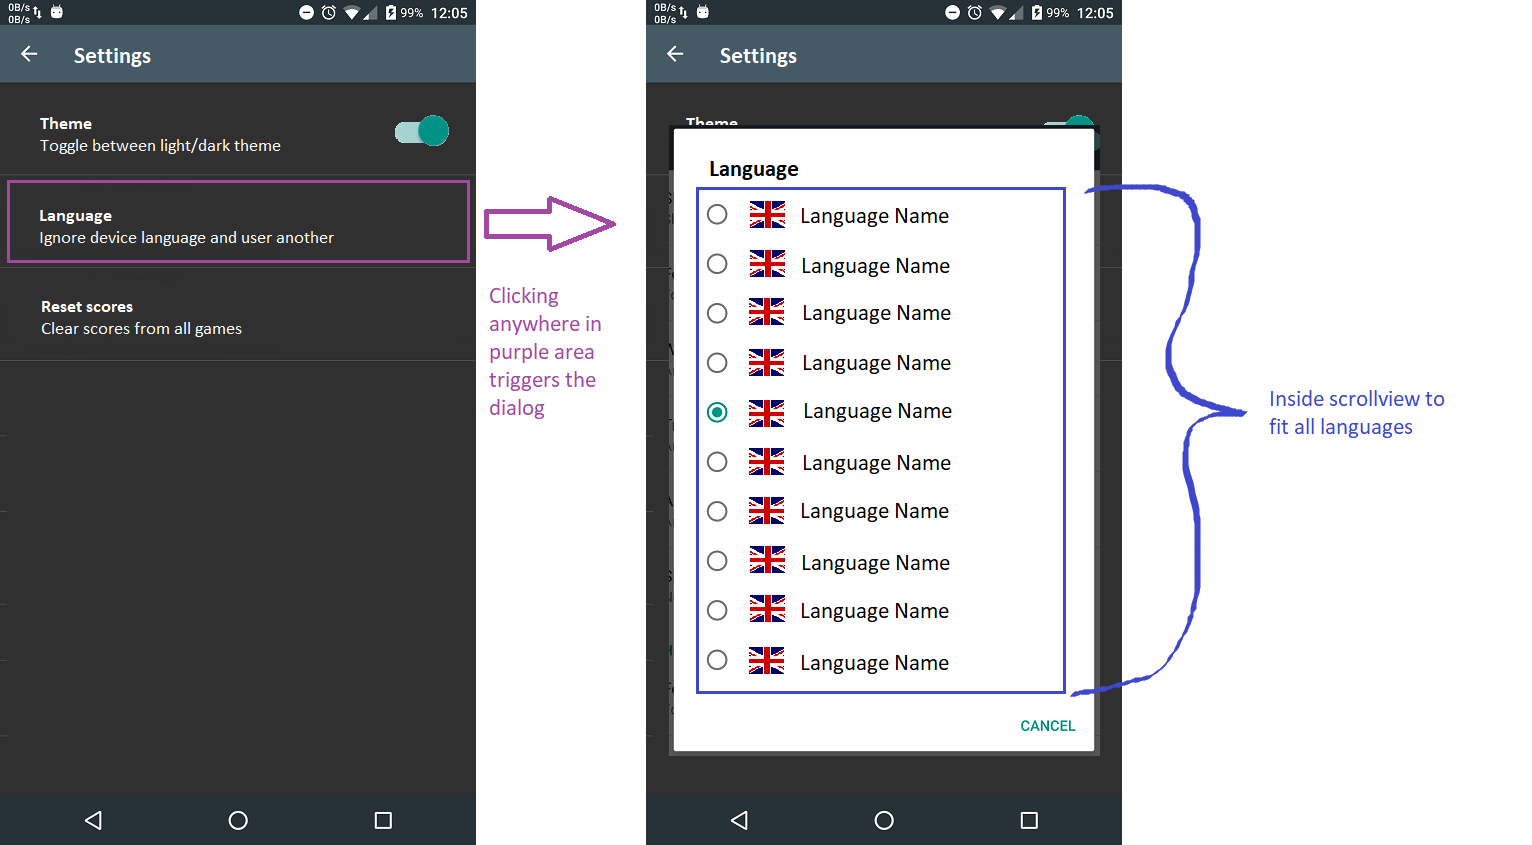 0B/s
0B/s
99% 12:05
Settings
Theme
Toggle between light/dark theme
Language
Ignore device language and user another
Reset scores
Clear scores from all games
Clicking
anywhere in
purple area
triggers the
dialog
0B/s
0B/s
99% 12:05
Settings
Theme
Language
Language Name
Language Name
Language Name
Language Name
Language Name
Language Name
Language Name
Language Name
Language Name
Language Name
CANCEL
Inside scrollview to
fit all languages